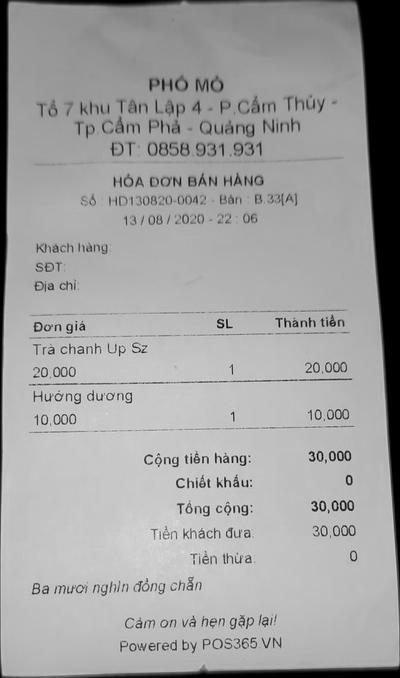 PHỐ MỎ
Tổ 7 khu Tân Lập 4 - P.Cẩm Thủy -
Tp.Cẩm Phả - Quảng Ninh
ĐT: 0858.931.931
HÓA ĐƠN BÁN HÀNG
Số : HD130820-0042 - Bàn : B.33[A]
13 / 08 / 2020 - 22 : 06
Khách hàng:
SĐT:
Địa chỉ:
Đơn giá SL Thành tiền
Trà chanh Up Sz
20,000 1 20,000
Hướng dương
10,000 1 10,000
Cộng tiền hàng: 30,000
Chiết khấu: 0
Tổng cộng: 30,000
Tiền khách đưa: 30,000
Tiền thừa: 0
Ba mươi nghìn đồng chẵn
Cảm ơn và hẹn gặp lại!
Powered by POS365.VN